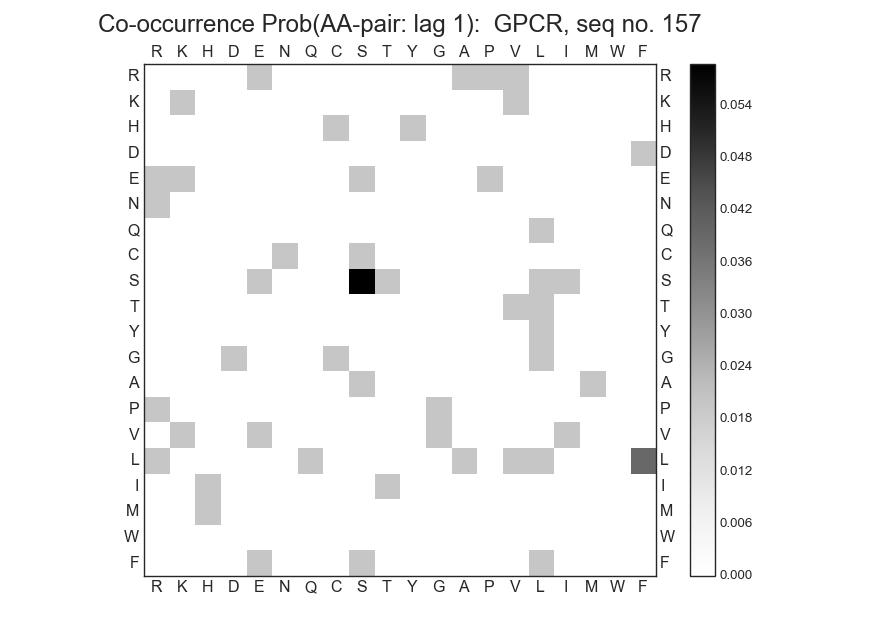 Co-occurrence Prob(AA-pair: lag 1):  GPCR, seq no. 157
R K H D E N Q C S T Y G A P V L I M W F
R R
K K
H H
D D
E E
N N
Q Q
C C
S S
T T
Y Y
G G
A A
P P
V V
L L
I I
M M
W W
F F
R K H D E N Q C S T Y G A P V L I M W F
0.054
0.048
0.042
0.036
0.030
0.024
0.018
0.012
0.006
0.000